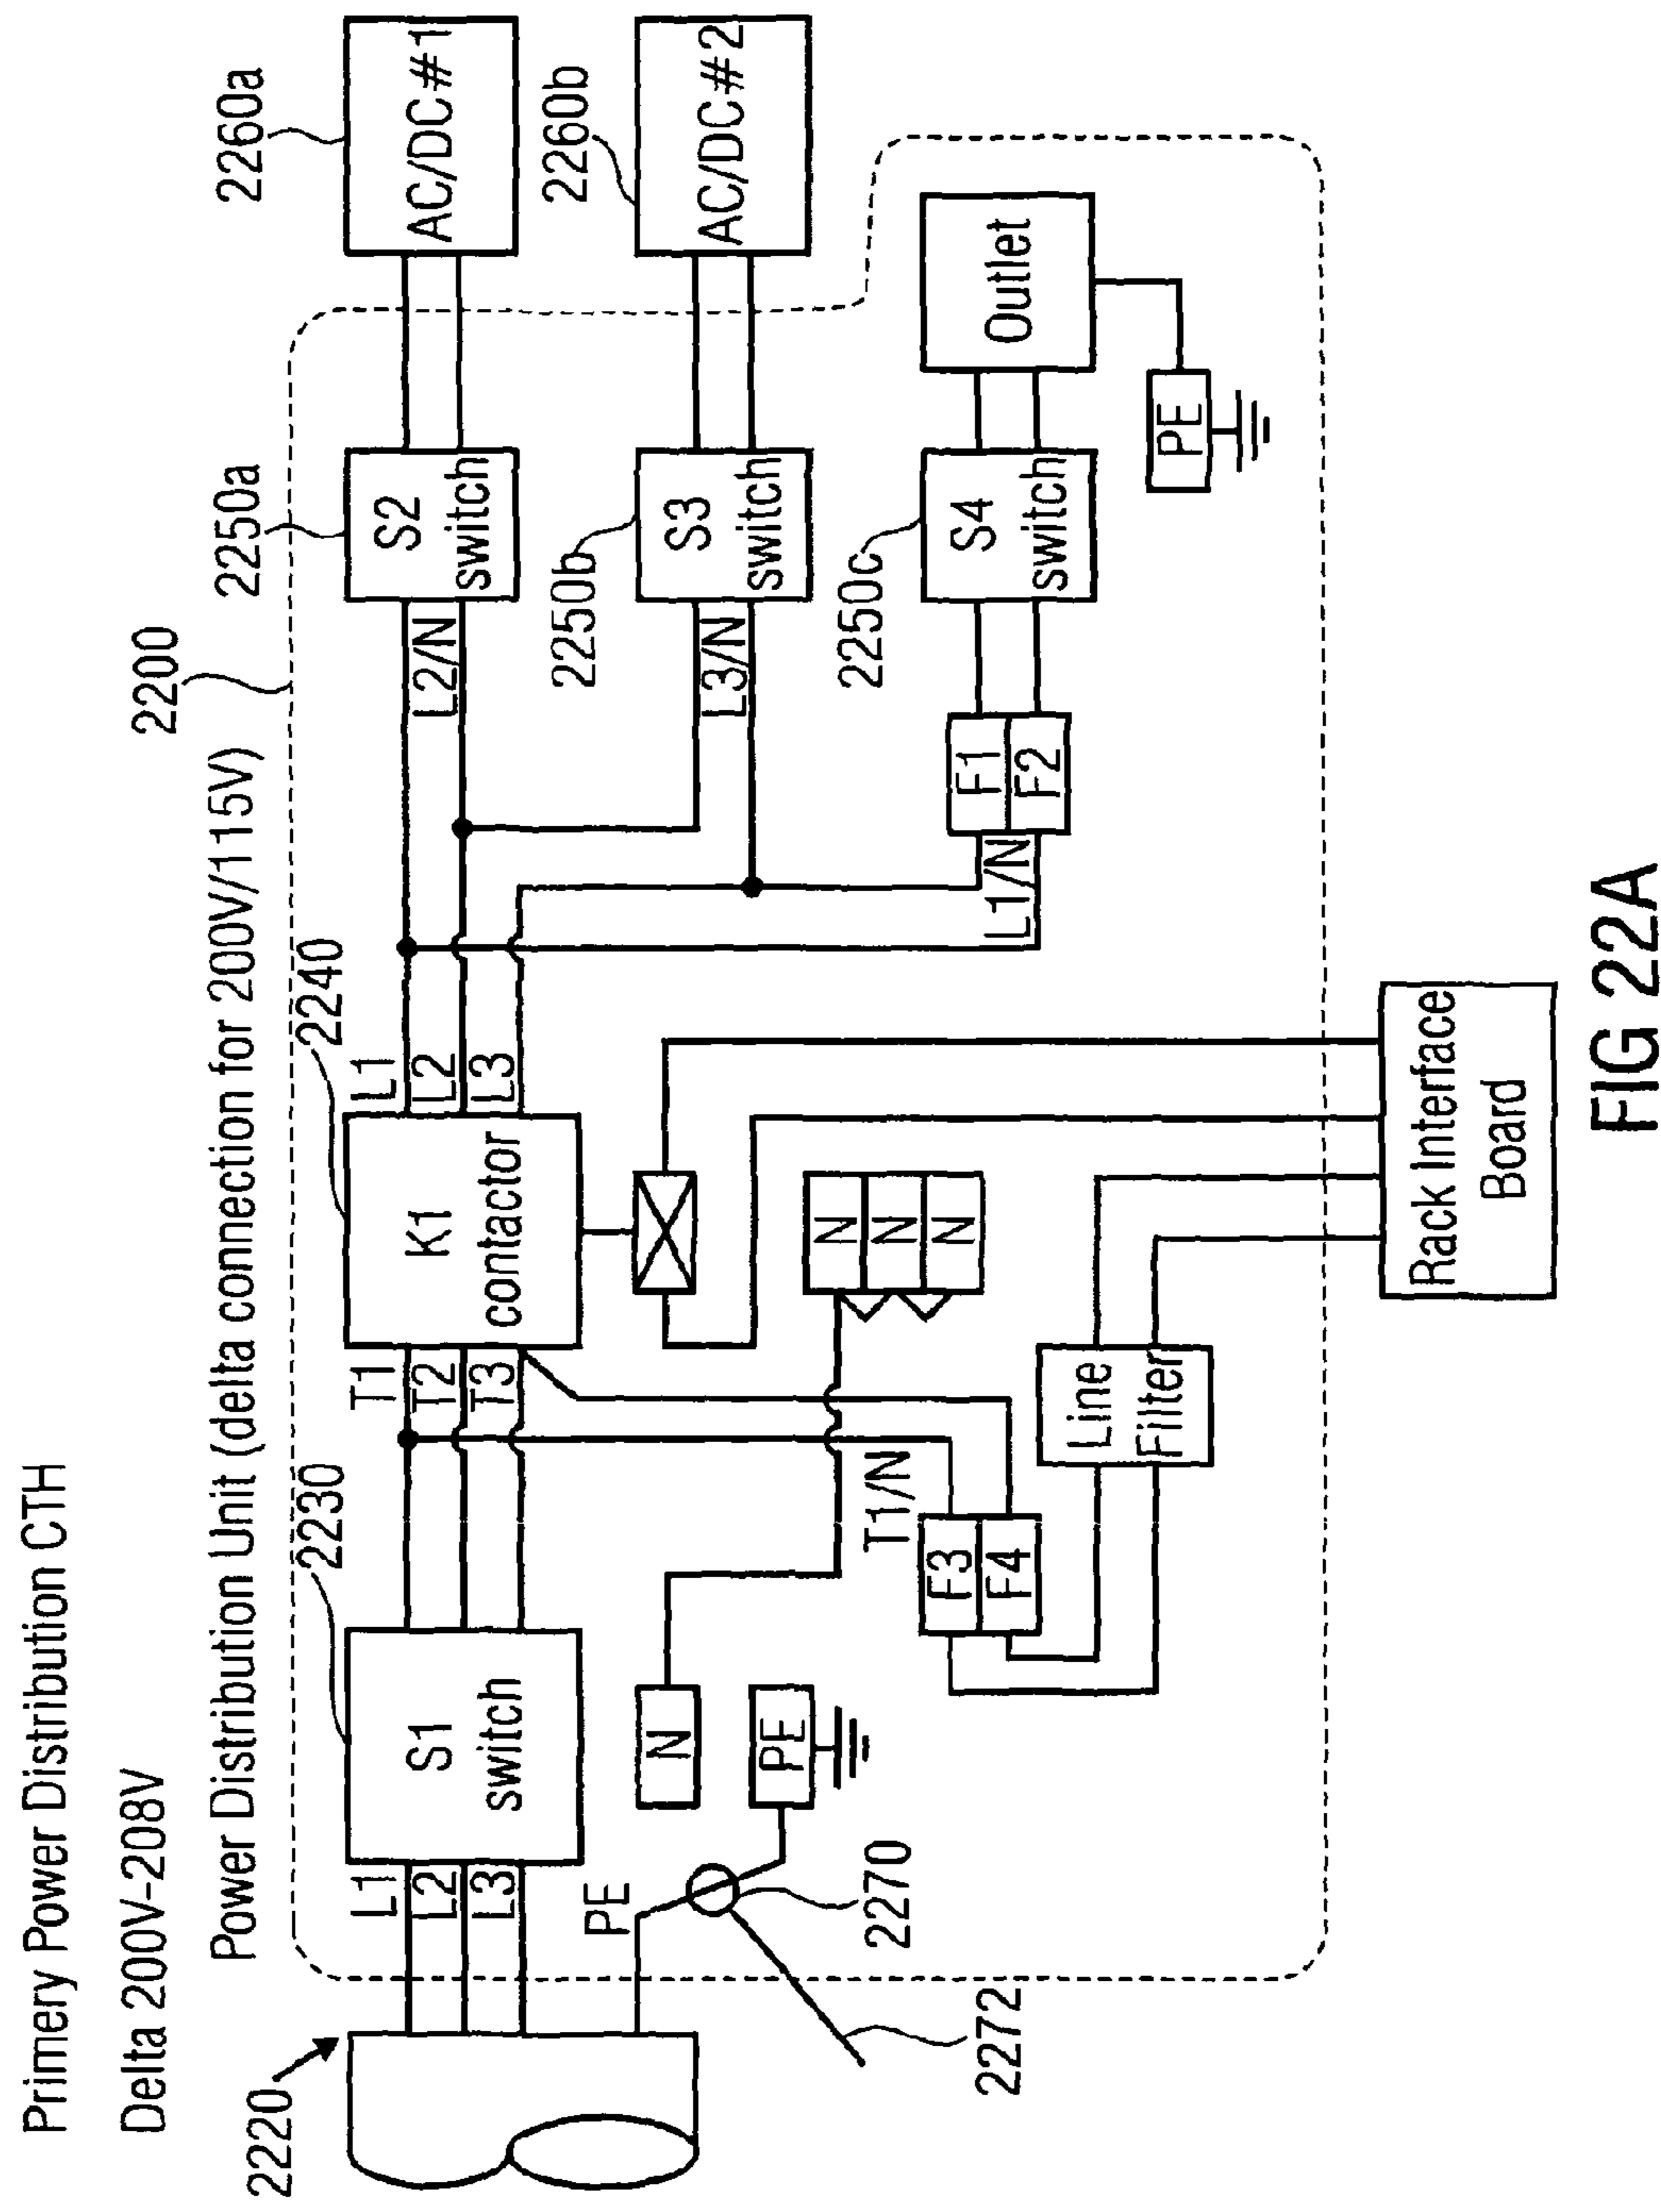 Primery Power Distribution CTH
Delta 200V-208V
Power Distribution Unit (delta connection for 200V/115V)
2200
2220
L1
L2
L3
PE
2230
S1
switch
T1
T2
T3
2240
K1
contactor
L1
L2
L3
L2/N
2250a
S2
switch
2260a
AC/DC#1
L3/N
2250b
S3
switch
2260b
AC/DC#2
L1/N
F1
F2
2250c
S4
switch
Outlet
PE
N
PE
2270
2272
N
N
N
T1/N
F3
F4
Line
Filter
Rack Interface
Board
FIG 22A